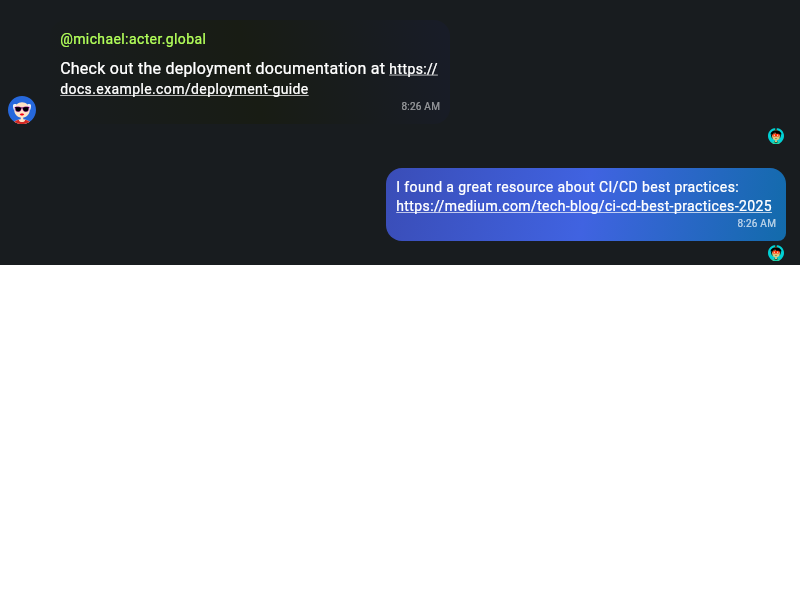 @michael:acter.global
Check out the deployment documentation at https://
docs.example.com/deployment-guide
8:26 AM
I found a great resource about CI/CD best practices:
https://medium.com/tech-blog/ci-cd-best-practices-2025
8:26 AM